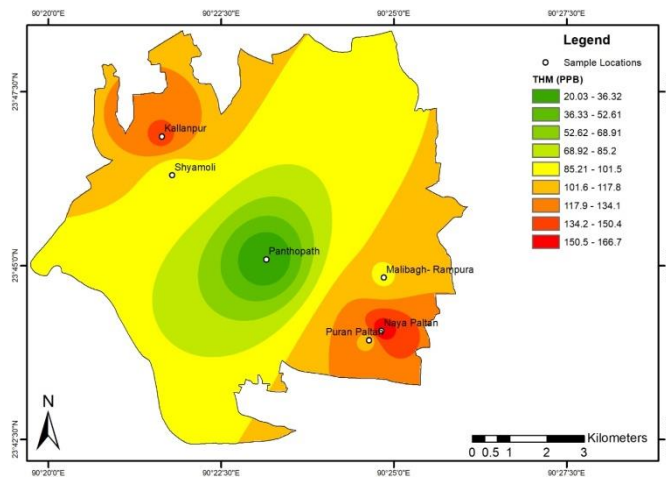 90°20'0"E 90°22'30"E 90°25'0"E 90°27'30"E
23°47'30"N
23°45'0"N
23°42'30"N
Legend
Sample Locations
THM (PPB)
20.03 - 36.32
36.33 - 52.61
52.62 - 68.91
68.92 - 85.2
85.21 - 101.5
101.6 - 117.8
117.9 - 134.1
134.2 - 150.4
150.5 - 166.7
Kallanpur
Shyamoli
Panthopath
Malibagh- Rampura
Naya Paltan
Puran Paltan
N
Kilometers
0 0.5 1 2 3
90°20'0"E 90°22'30"E 90°25'0"E 90°27'30"E